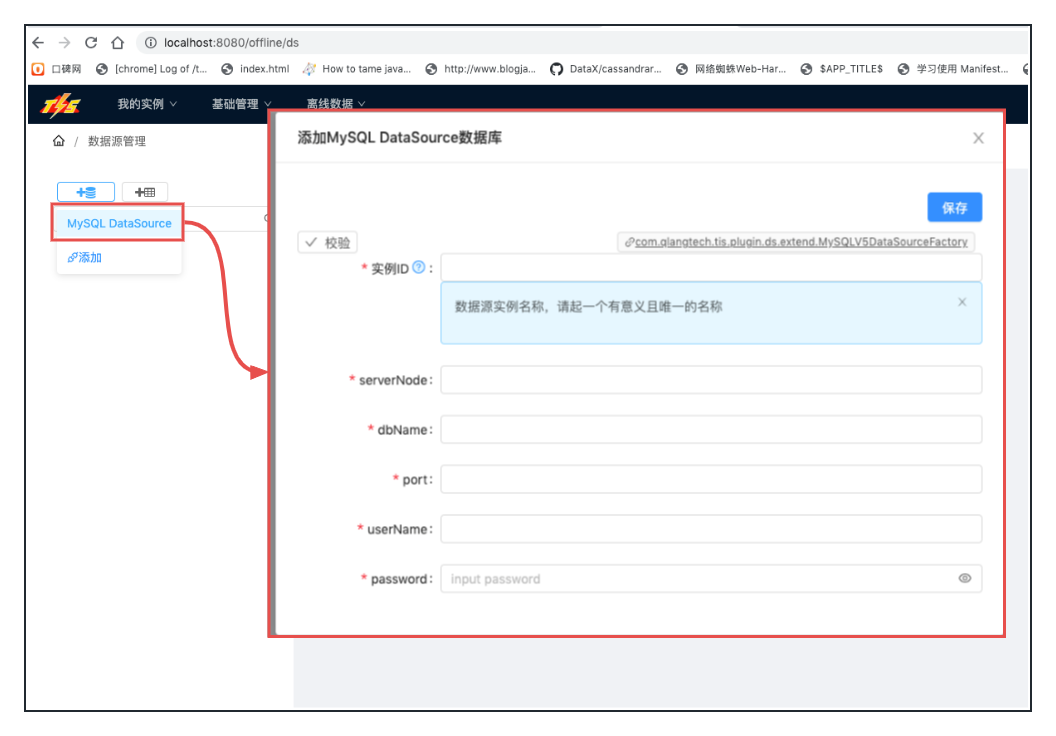 localhost:8080/offline/ds
口碑网 [chrome] Log of /t... index.html How to tame java... http://www.blogja... DataX/cassandrar... 网络蜘蛛Web-Har... $APP_TITLE$ 学习使用 Manifest...
TIS 我的实例 基础管理 离线数据
/ 数据源管理
添加MySQL DataSource数据库
保存
MySQL DataSource
添加
校验
com.qlangtech.tis.plugin.ds.extend.MySQLV5DataSourceFactory
* 实例ID ? :
数据源实例名称，请起一个有意义且唯一的名称
* serverNode :
* dbName :
* port :
* userName :
* password : input password